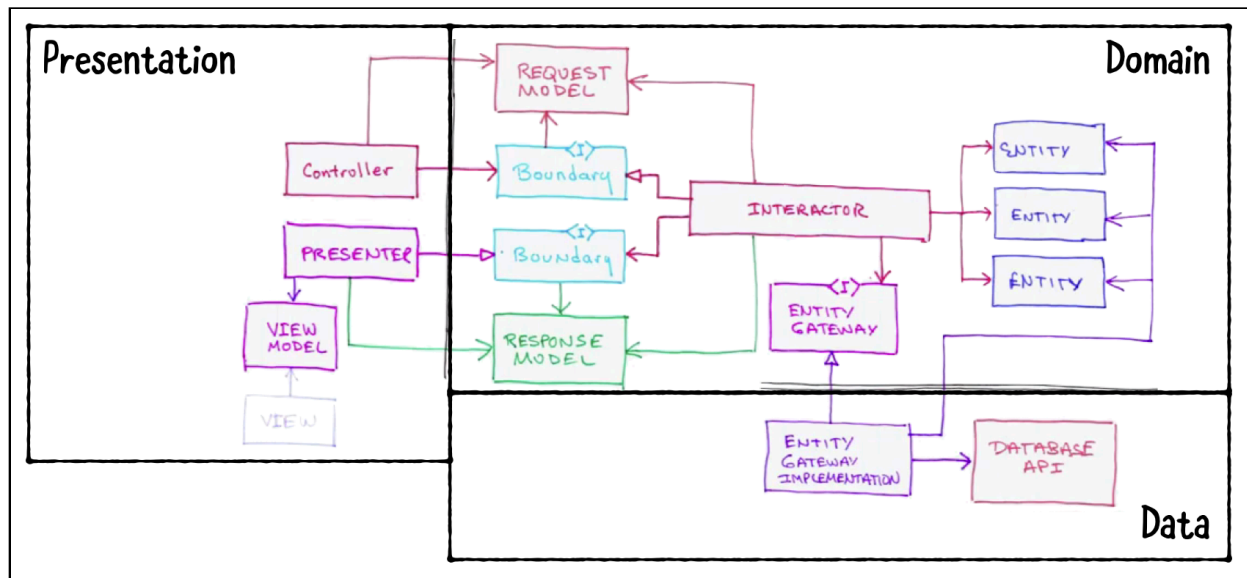 Presentation
Domain
REQUEST
MODEL
<I>
Controller
Boundary
ENTITY
INTERACTOR
ENTITY
<I>
PRESENTER
Boundary
ENTITY
<I>
ENTITY
GATEWAY
VIEW
MODEL
RESPONSE
MODEL
VIEW
ENTITY
GATEWAY
IMPLEMENTATION
DATABASE
API
Data